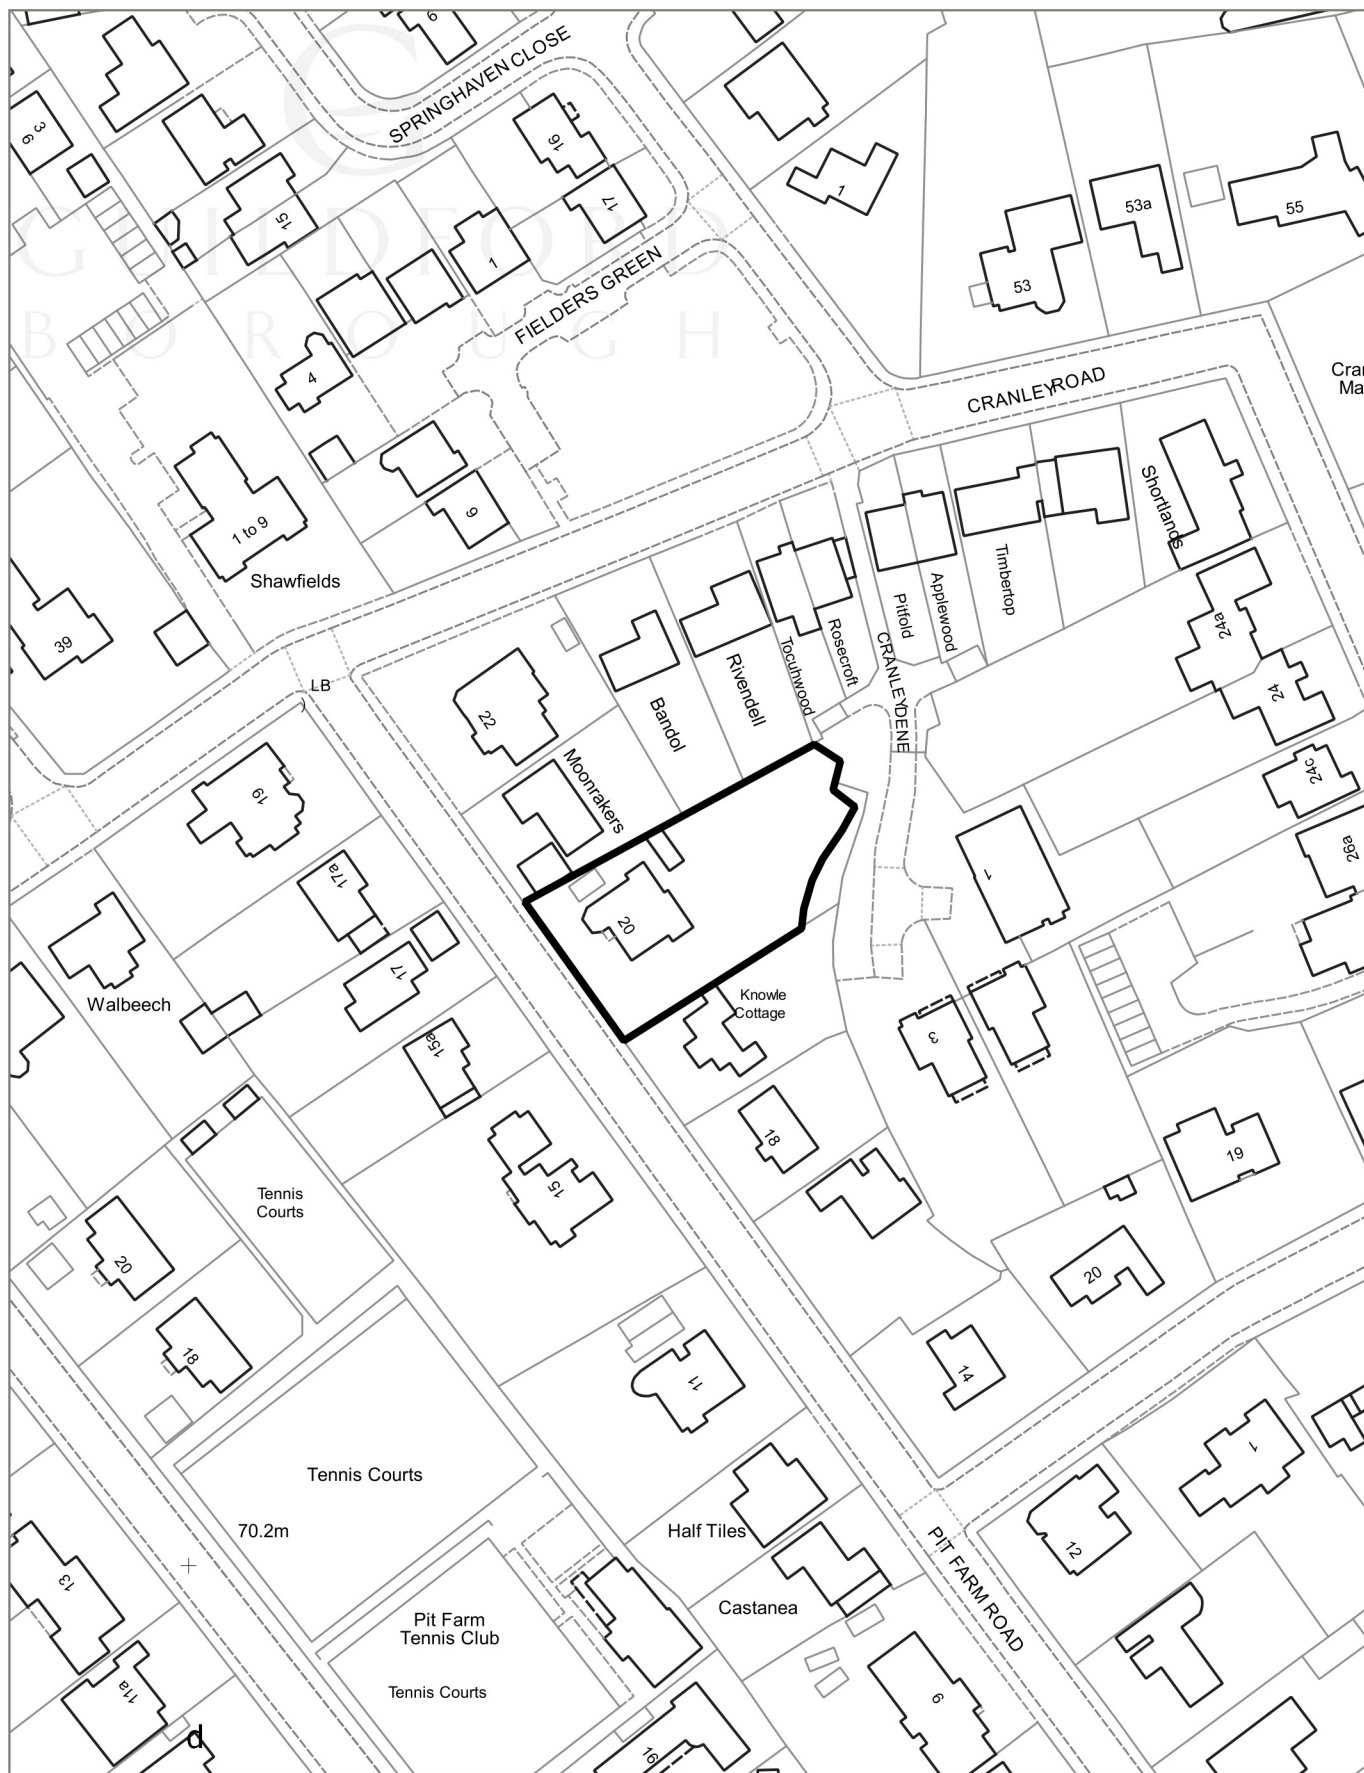 6
SPRINGHAVEN CLOSE
3
6
16
15
17
1
1
53a
55
53
GUILDFORD
BOROUGH
FIELDERS GREEN
4
Cra
Ma
CRANLEY ROAD
9
1 to 9
Shawfields
Shortlands
39
Timbertop
Applewood
Pitfold
Rosecroft
Tocuhwood
Rivendell
Bandol
CRANLEY DENE
24a
24
LB
22
Moonrakers
24c
19
26a
17a
1
20
17
Walbeech
Knowle
Cottage
3
15a
18
19
15
Tennis
Courts
20
20
18
11
14
1
Tennis Courts
70.2m
Half Tiles
12
PIT FARM ROAD
13
Castanea
Pit Farm
Tennis Club
11a
Tennis Courts
9
d
16